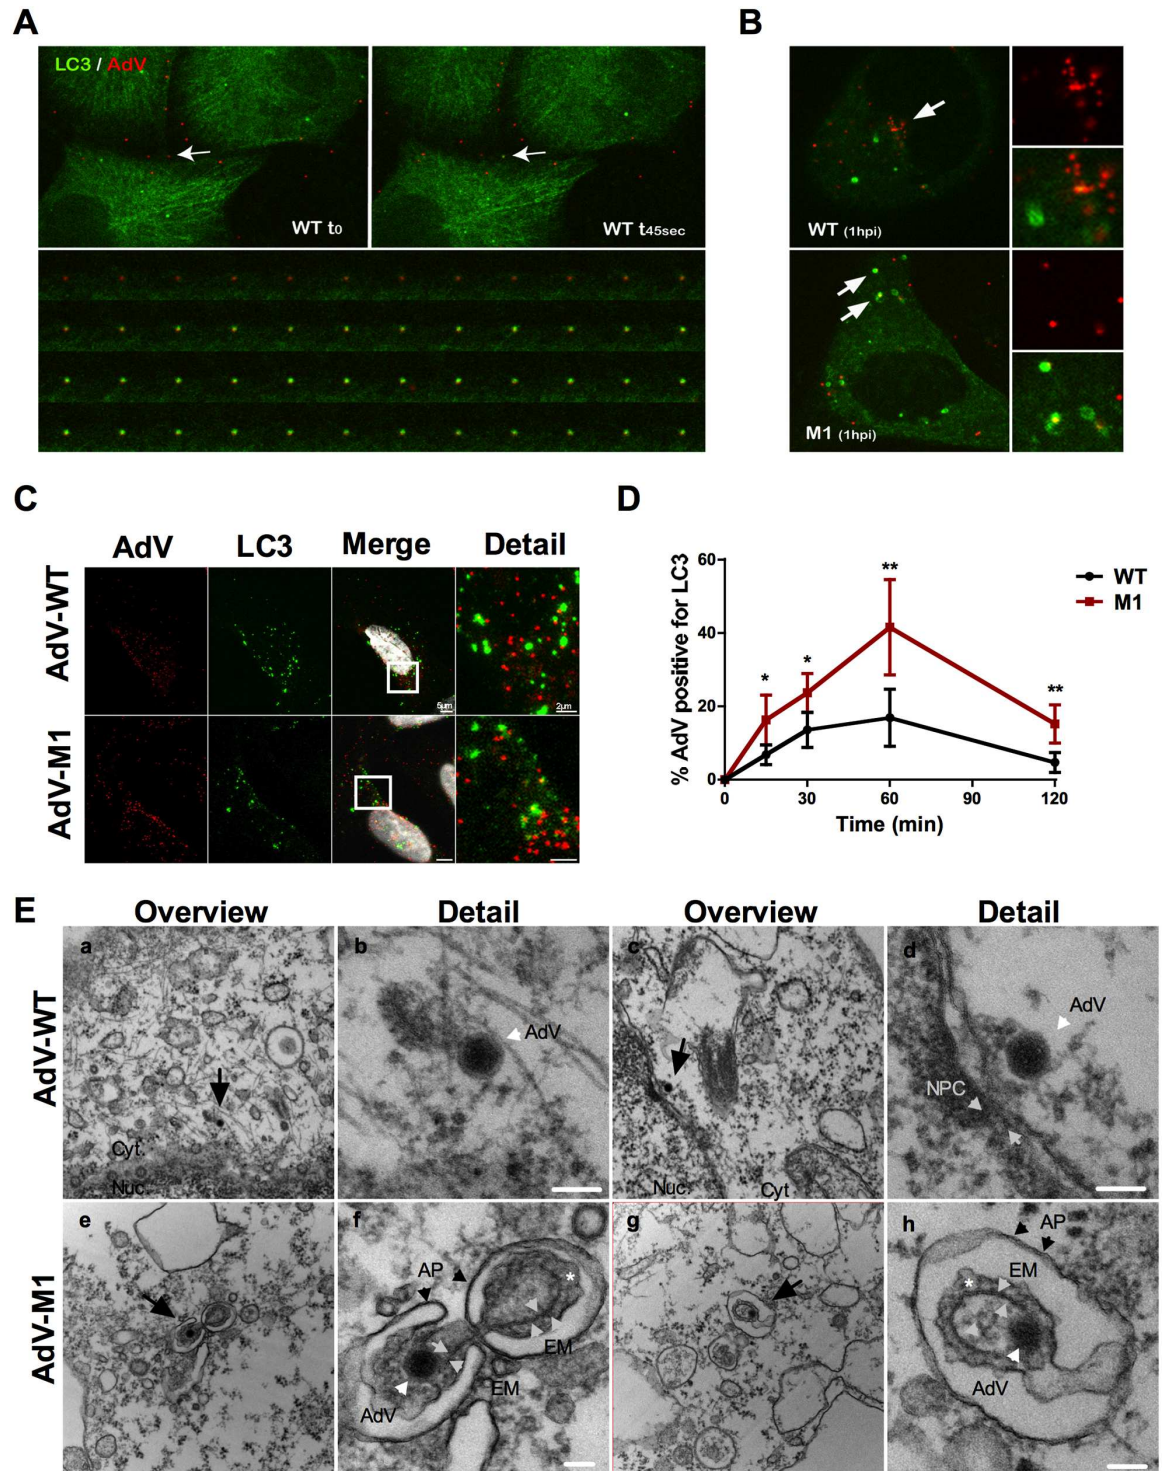 A
LC3 / AdV
WT t0
WT t45sec
B
WT (1hpi)
M1 (1hpi)
C
AdV LC3 Merge Detail
AdV-WT
5µm
2µm
AdV-M1
D
% AdV positive for LC3
60
40
20
0
* * ** **
0 30 60 90 120
Time (min)
WT
M1
E
Overview Detail Overview Detail
AdV-WT
a
Cyt.
Nuc.
b
AdV
c
Nuc.
Cyt
d
AdV
NPC
AdV-M1
e
f
AP
*
EM
EM
AdV
g
h
AP
EM
*
AdV